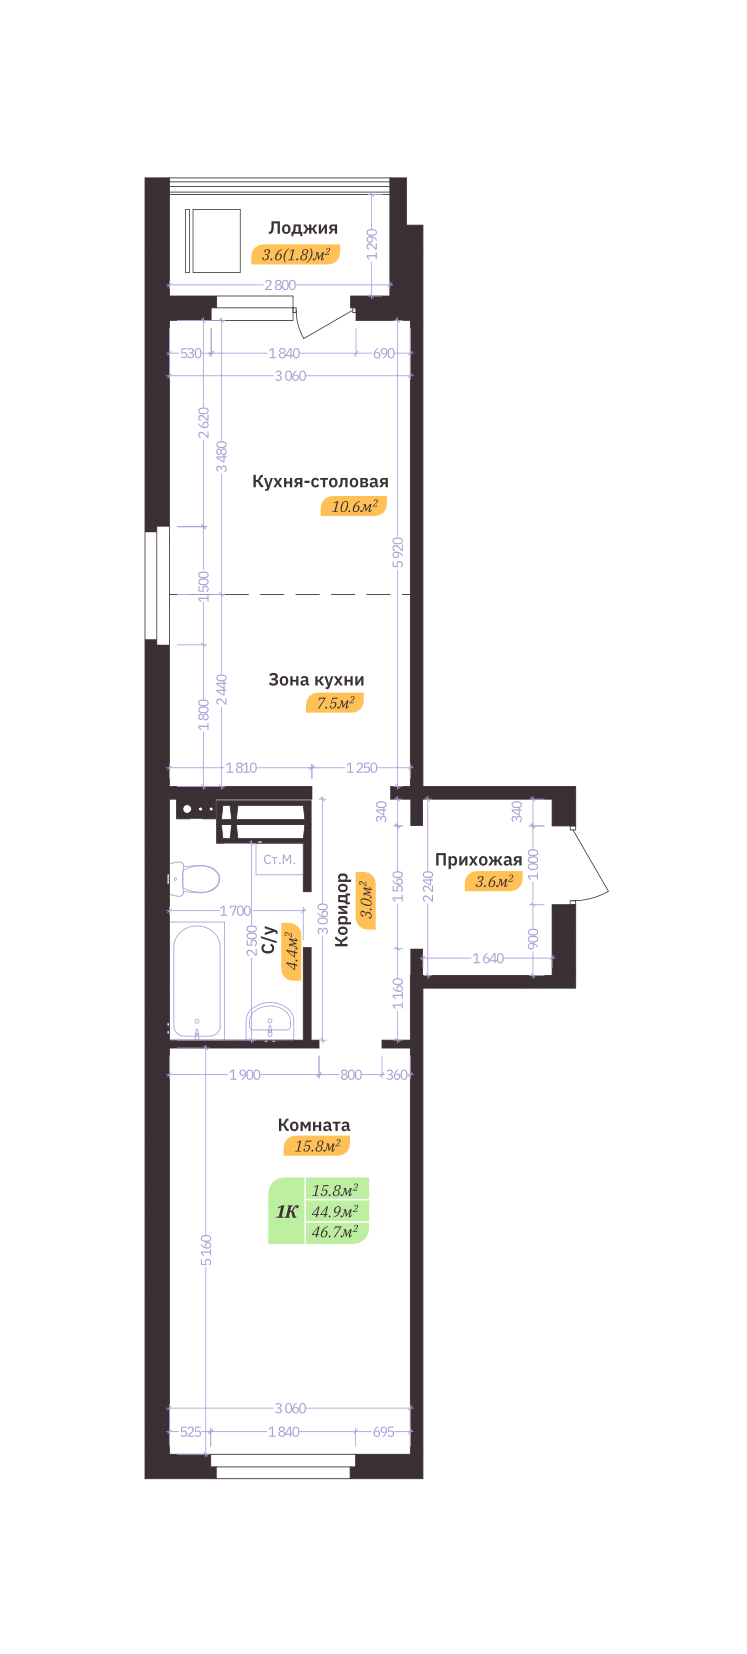 Лоджия
3.6(1.8)м²
1 290
2 800
530
1 840
690
3 060
2 620
3 480
Кухня-столовая
10.6м²
5 920
1 500
Зона кухни
7.5м²
2 440
1 800
1 810
1 250
340
340
Ст.М.
Прихожая
3.6м²
1 000
1 560
2 240
Коридор
3.0м²
3 060
1 700
С/у
4.4м²
2 500
900
1 640
1 160
1 900
800
360
Комната
15.8м²
1К
15.8м²
44.9м²
46.7м²
5 160
3 060
525
1 840
695